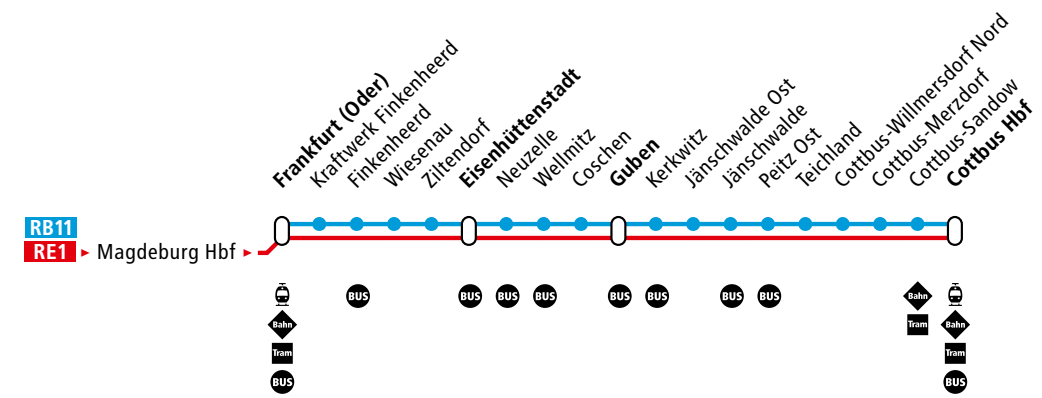 Frankfurt (Oder)
Kraftwerk Finkenheerd
Finkenheerd
Wiesenau
Ziltendorf
Eisenhüttenstadt
Neuzelle
Wellmitz
Coschen
Guben
Kerkwitz
Jänschwalde Ost
Jänschwalde
Peitz Ost
Teichland
Cottbus-Willmersdorf Nord
Cottbus-Merzdorf
Cottbus-Sandow
Cottbus Hbf
RB11
RE1 Magdeburg Hbf
BUS BUS BUS BUS BUS BUS BUS BUS Bahn
Bahn Tram Bahn
Tram Tram
BUS BUS